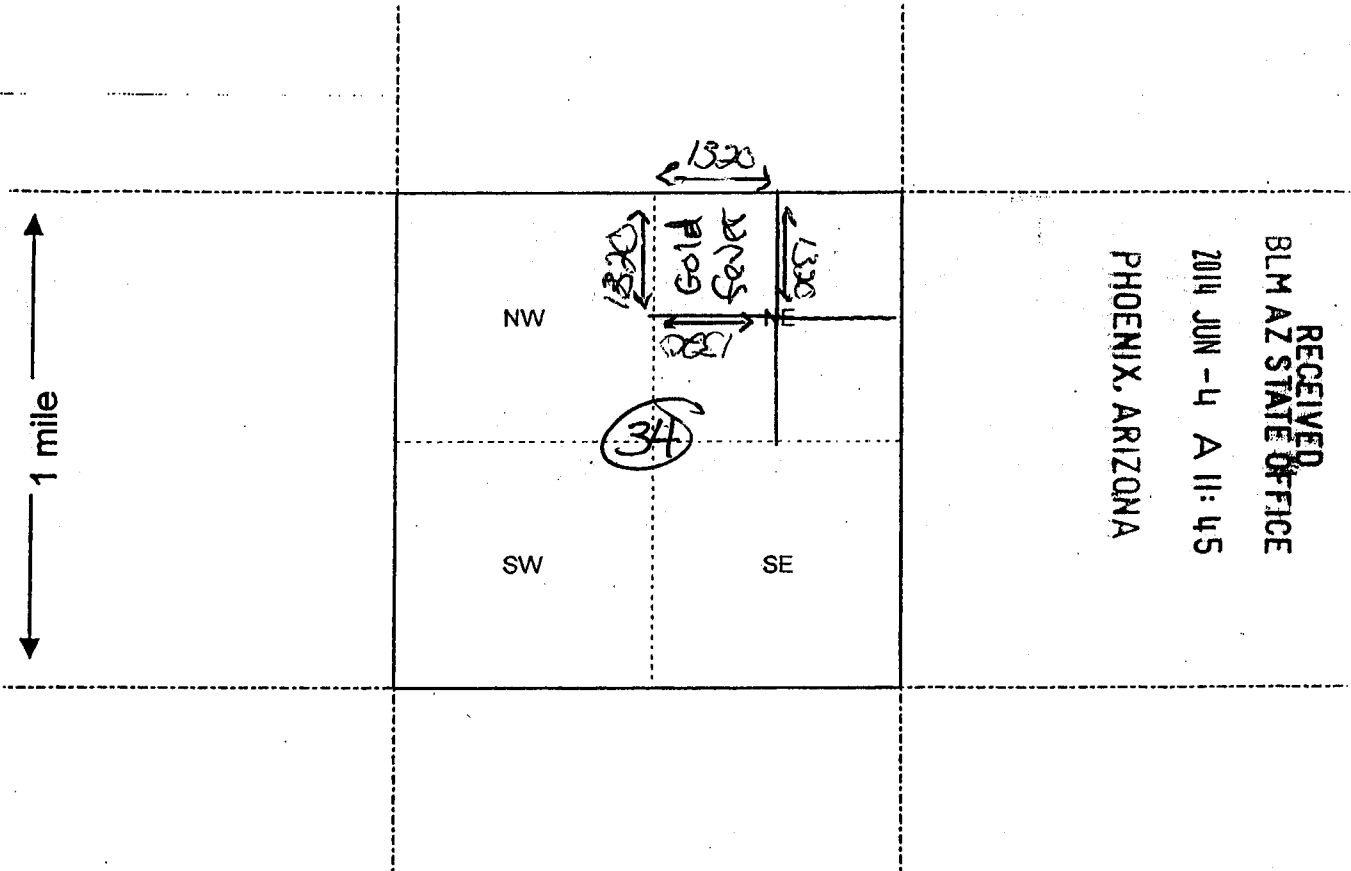 1320
1320
Gold
1320
NW
NE
1320
34
1 mile
SW
SE
RECEIVED
BLM AZ STATE OFFICE
2014 JUN -4 A 11:45
PHOENIX, ARIZONA